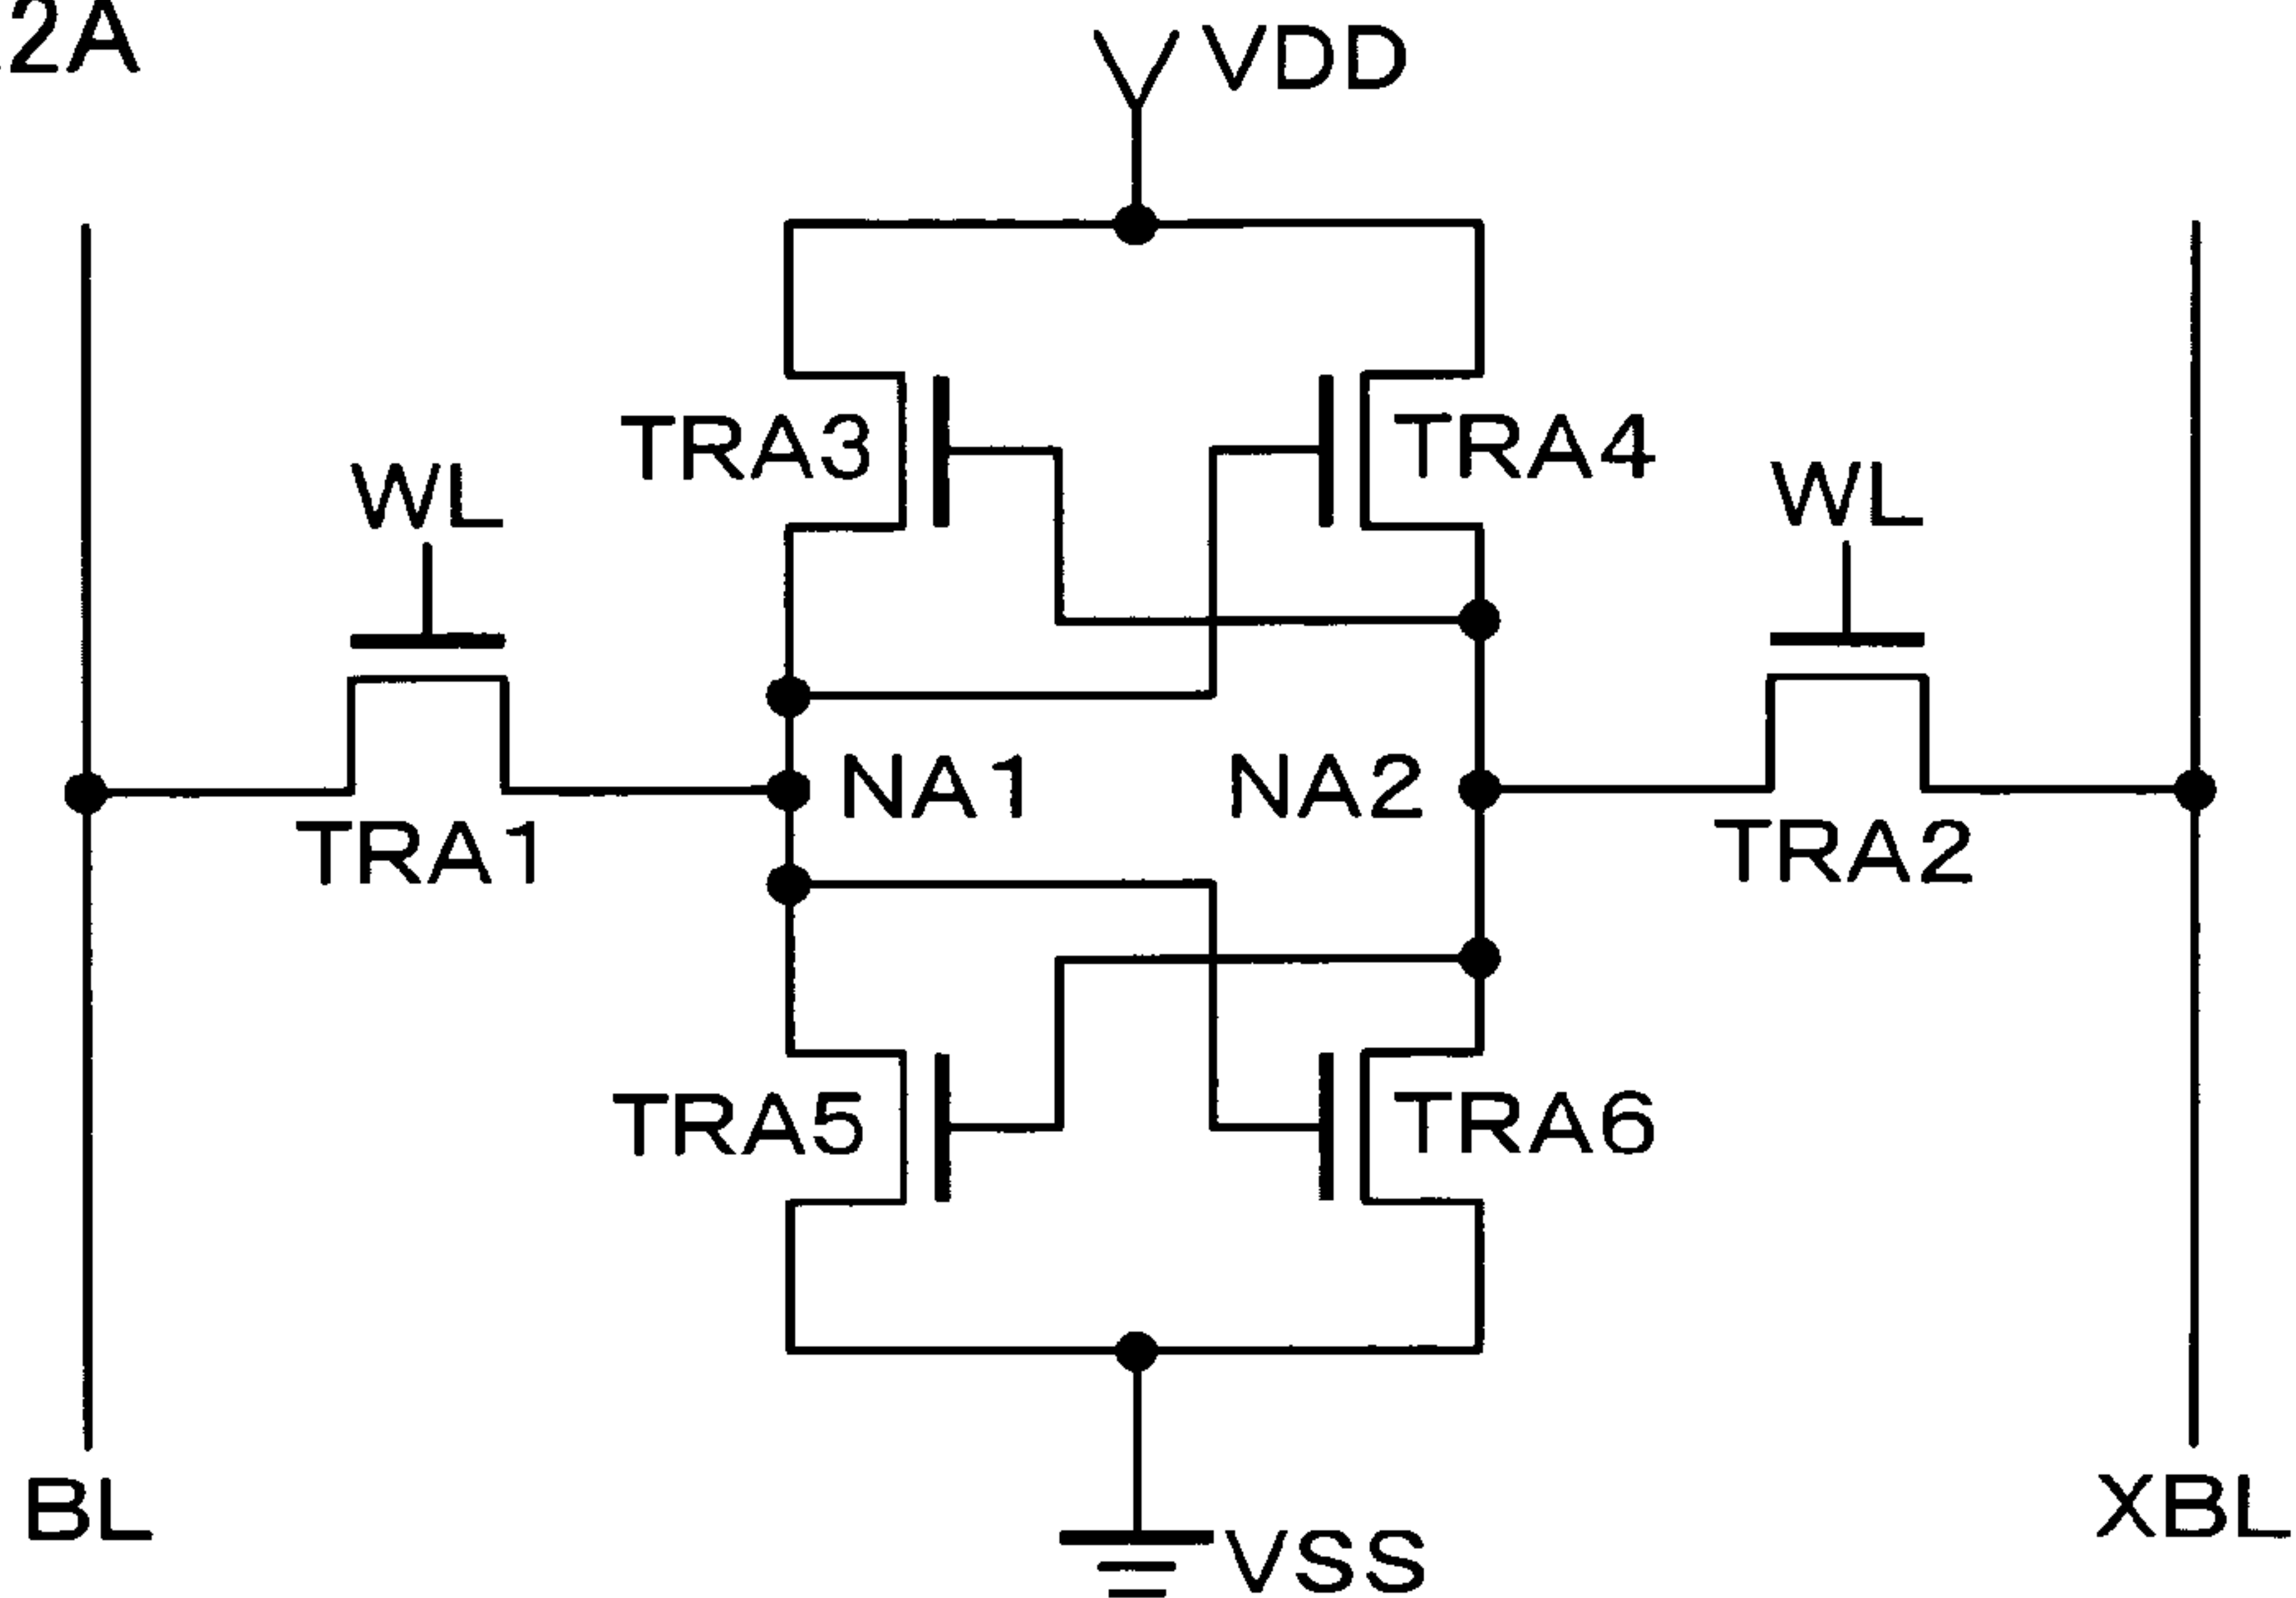 2A
VDD
TRA3
TRA4
WL
WL
NA1
NA2
TRA1
TRA2
TRA5
TRA6
BL
XBL
VSS